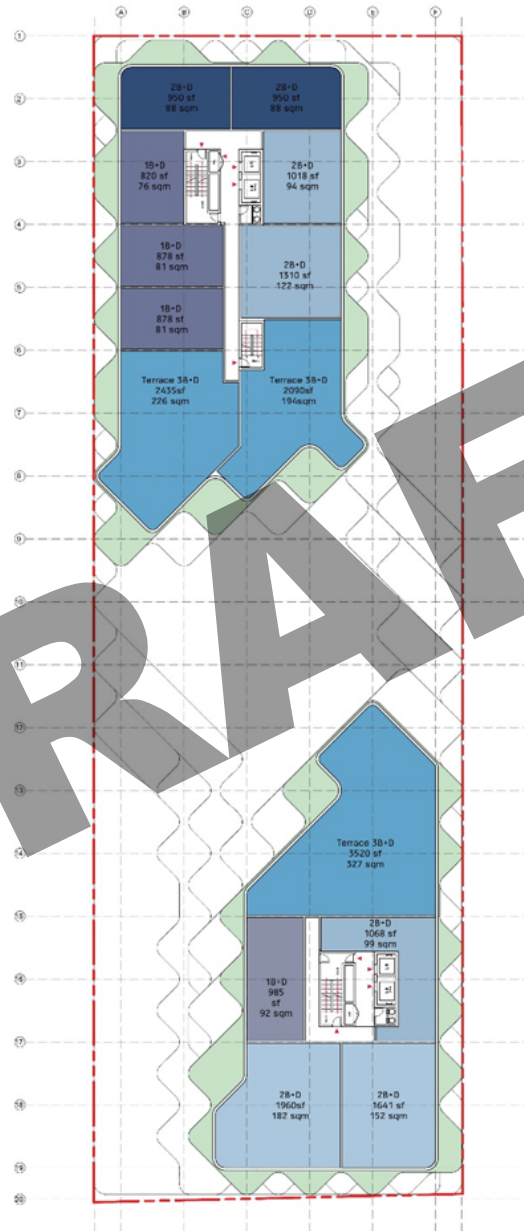 A B C D E F
1
2B+D
950 sf
88 sqm
2B+D
950 sf
88 sqm
2
1B+D
820 sf
76 sqm
2B+D
1018 sf
94 sqm
3
4
1B+D
878 sf
81 sqm
2B+D
1310 sf
122 sqm
5
1B+D
878 sf
81 sqm
6
Terrace 3B+D
2435sf
226 sqm
Terrace 3B+D
2090sf
194sqm
7
8
9
10
11
RAF
12
13
Terrace 3B+D
3520 sf
327 sqm
14
15
2B+D
1068 sf
99 sqm
1B+D
985
sf
92 sqm
16
17
2B+D
1960sf
182 sqm
2B+D
1641 sf
152 sqm
18
19
20